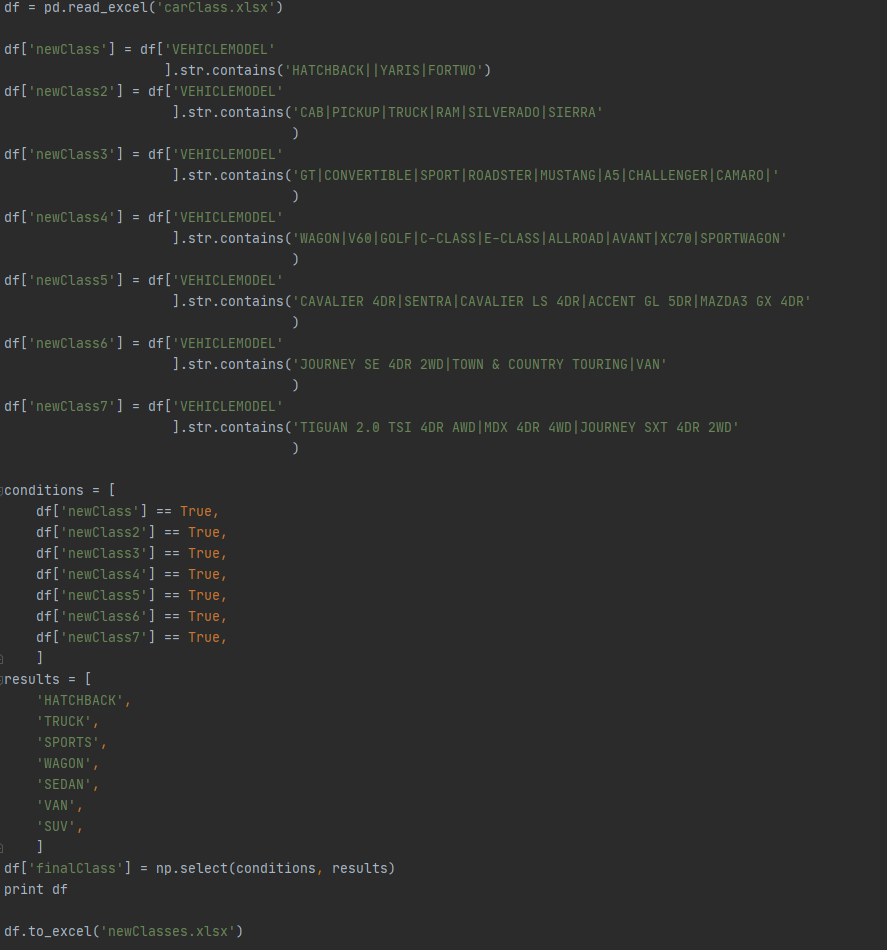 df = pd.read_excel('carClass.xlsx')

df['newClass'] = df['VEHICLEMODEL'
                    ].str.contains('HATCHBACK||YARIS|FORTWO')
df['newClass2'] = df['VEHICLEMODEL'
                     ].str.contains('CAB|PICKUP|TRUCK|RAM|SILVERADO|SIERRA'
                                    )
df['newClass3'] = df['VEHICLEMODEL'
                     ].str.contains('GT|CONVERTIBLE|SPORT|ROADSTER|MUSTANG|A5|CHALLENGER|CAMARO|'
                                    )
df['newClass4'] = df['VEHICLEMODEL'
                     ].str.contains('WAGON|V60|GOLF|C-CLASS|E-CLASS|ALLROAD|AVANT|XC70|SPORTWAGON'
                                    )
df['newClass5'] = df['VEHICLEMODEL'
                     ].str.contains('CAVALIER 4DR|SENTRA|CAVALIER LS 4DR|ACCENT GL 5DR|MAZDA3 GX 4DR'
                                    )
df['newClass6'] = df['VEHICLEMODEL'
                     ].str.contains('JOURNEY SE 4DR 2WD|TOWN & COUNTRY TOURING|VAN'
                                    )
df['newClass7'] = df['VEHICLEMODEL'
                     ].str.contains('TIGUAN 2.0 TSI 4DR AWD|MDX 4DR 4WD|JOURNEY SXT 4DR 2WD'
                                    )

conditions = [
    df['newClass'] == True,
    df['newClass2'] == True,
    df['newClass3'] == True,
    df['newClass4'] == True,
    df['newClass5'] == True,
    df['newClass6'] == True,
    df['newClass7'] == True,
    ]
results = [
    'HATCHBACK',
    'TRUCK',
    'SPORTS',
    'WAGON',
    'SEDAN',
    'VAN',
    'SUV',
    ]
df['finalClass'] = np.select(conditions, results)
print df

df.to_excel('newClasses.xlsx')